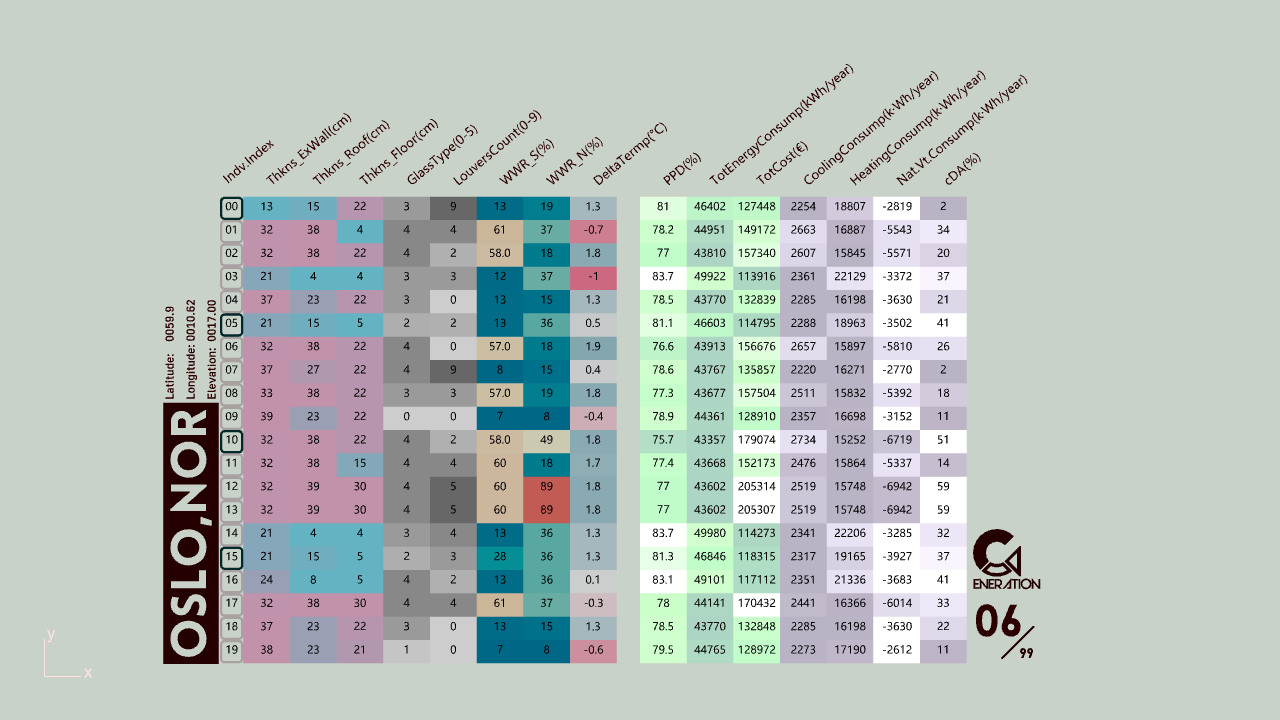 Indv.Index Thkns_ExWall(cm) Thkns_Roof(cm) Thkns_Floor(cm) GlassType(0-5) LouversCount(0-9) WWR_S(%) WWR_N(%) DeltaTermp(°C) PPD(%) TotEnergyConsump(kWh/year) TotCost(€) CoolingConsump(k·Wh/year) HeatingConsump(k·Wh/year) Nat.Vt.Consump(k·Wh/year) cDA(%)
00 13 15 22 3 9 13 19 1.3 81 46402 127448 2254 18807 -2819 2
01 32 38 4 4 4 61 37 -0.7 78.2 44951 149172 2663 16887 -5543 34
02 32 38 22 4 2 58.0 18 1.8 77 43810 157340 2607 15845 -5571 20
03 21 4 4 3 3 12 37 -1 83.7 49922 113916 2361 22129 -3372 37
04 37 23 22 3 0 13 15 1.3 78.5 43770 132839 2285 16198 -3630 21
05 21 15 5 2 2 13 36 0.5 81.1 46603 114795 2288 18963 -3502 41
06 32 38 22 4 0 57.0 18 1.9 76.6 43913 156676 2657 15897 -5810 26
07 37 27 22 4 9 8 15 0.4 78.6 43767 135857 2220 16271 -2770 2
08 33 38 22 3 3 57.0 19 1.8 77.3 43677 157504 2511 15832 -5392 18
09 39 23 22 0 0 7 8 -0.4 78.9 44361 128910 2357 16698 -3152 11
10 32 38 22 4 2 58.0 49 1.8 75.7 43357 179074 2734 15252 -6719 51
11 32 38 15 4 4 60 18 1.7 77.4 43668 152173 2476 15864 -5337 14
12 32 39 30 4 5 60 89 1.8 77 43602 205314 2519 15748 -6942 59
13 32 39 30 4 5 60 89 1.8 77 43602 205307 2519 15748 -6942 59
14 21 4 4 3 4 13 36 1.3 83.7 49980 114273 2341 22206 -3285 32
15 21 15 5 2 3 28 36 1.3 81.3 46846 118315 2317 19165 -3927 37
16 24 8 5 4 2 13 36 0.1 83.1 49101 117112 2351 21336 -3683 41
17 32 38 30 4 4 61 37 -0.3 78 44141 170432 2441 16366 -6014 33
18 37 23 22 3 0 13 15 1.3 78.5 43770 132848 2285 16198 -3630 22
19 38 23 21 1 0 7 8 -0.6 79.5 44765 128972 2273 17190 -2612 11
OSLO,NOR
Latitude: 0059.9
Longitude: 0010.62
Elevation: 0017.00
ENERATION
06/99
y
x